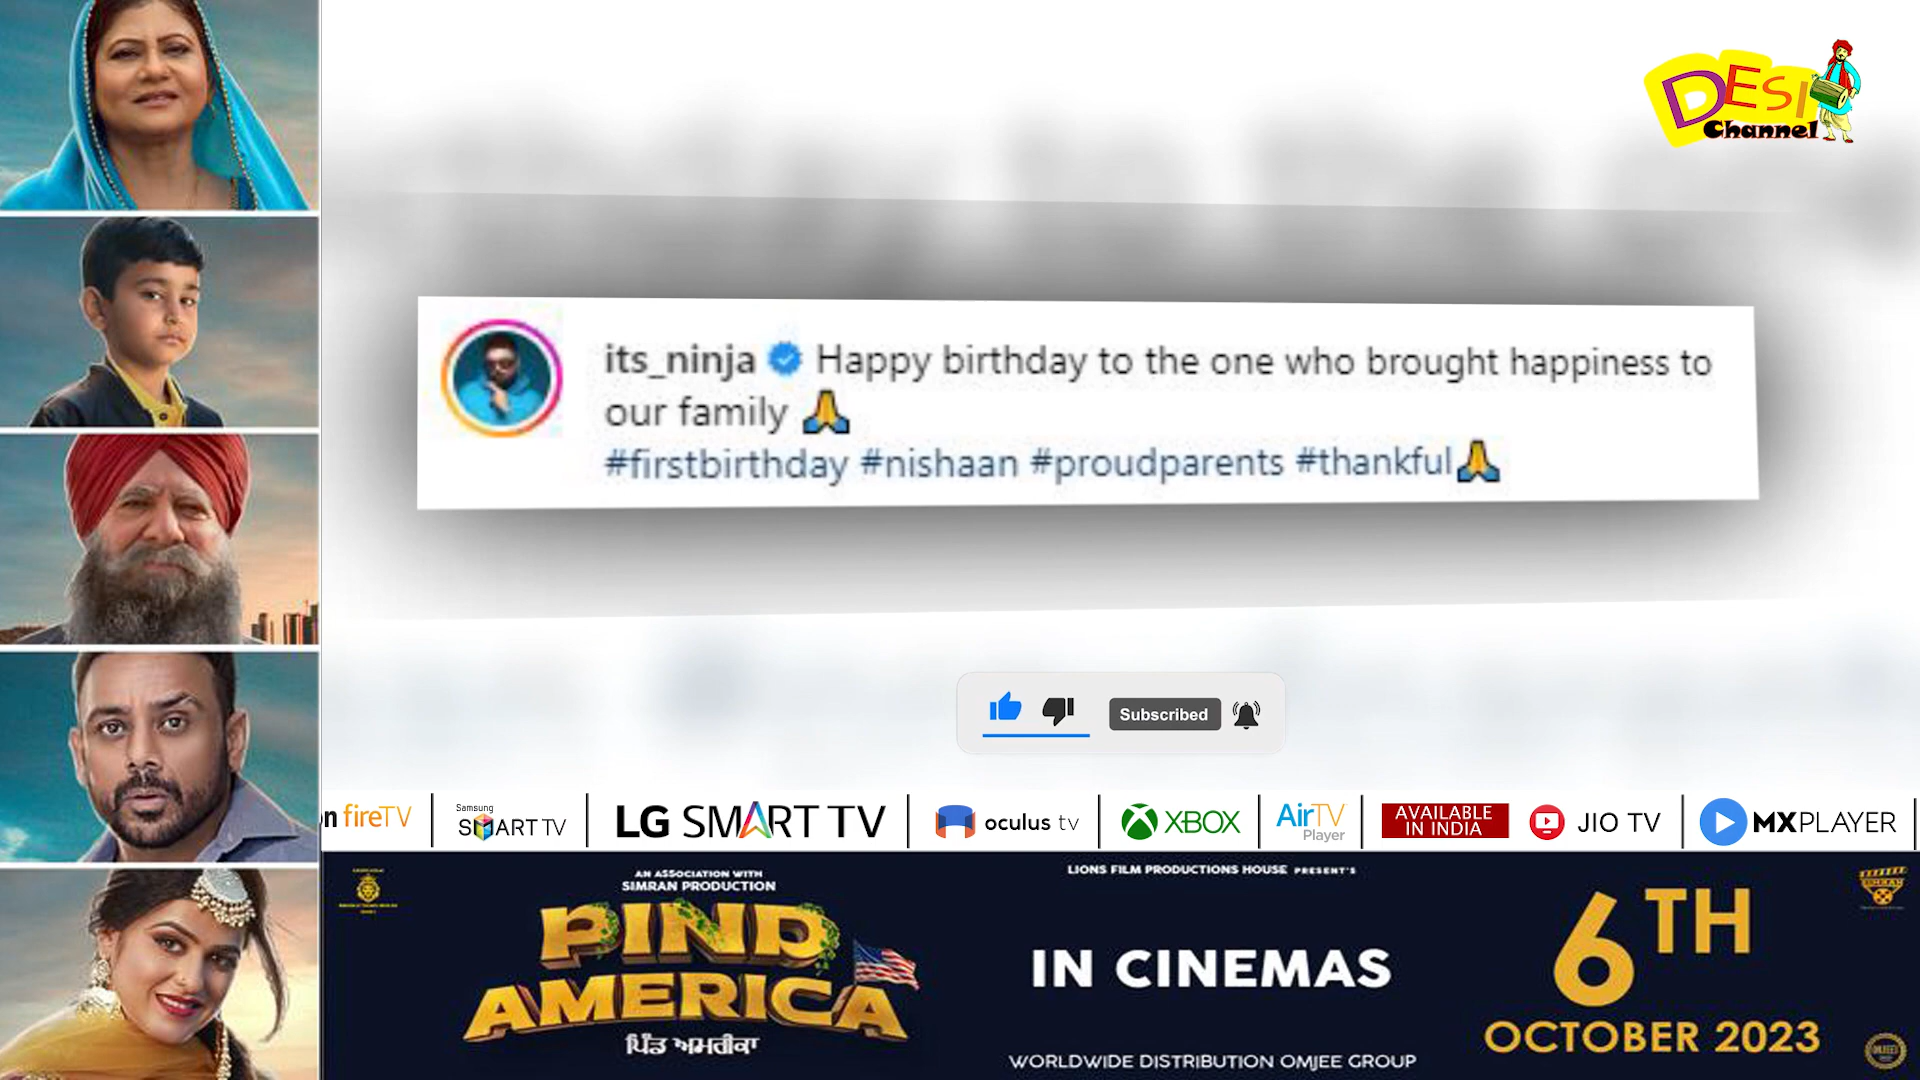 DESI
Channel
its_ninja Happy birthday to the one who brought happiness to
our family 🙏
#firstbirthday #nishaan #proudparents #thankful🙏
Subscribed
n fireTV
Samsung
SMART TV
LG SMART TV
oculus tv
XBOX
AirTV
Player
AVAILABLE
IN INDIA
JIO TV
MXPLAYER
AN ASSOCIATION WITH
SIMRAN PRODUCTION
PIND
AMERICA
ਪਿੰਡ ਅਮਰੀਕਾ
LIONS FILM PRODUCTIONS HOUSE PRESENT'S
IN CINEMAS
WORLDWIDE DISTRIBUTION OMJEE GROUP
6TH
OCTOBER 2023
SIMRAN